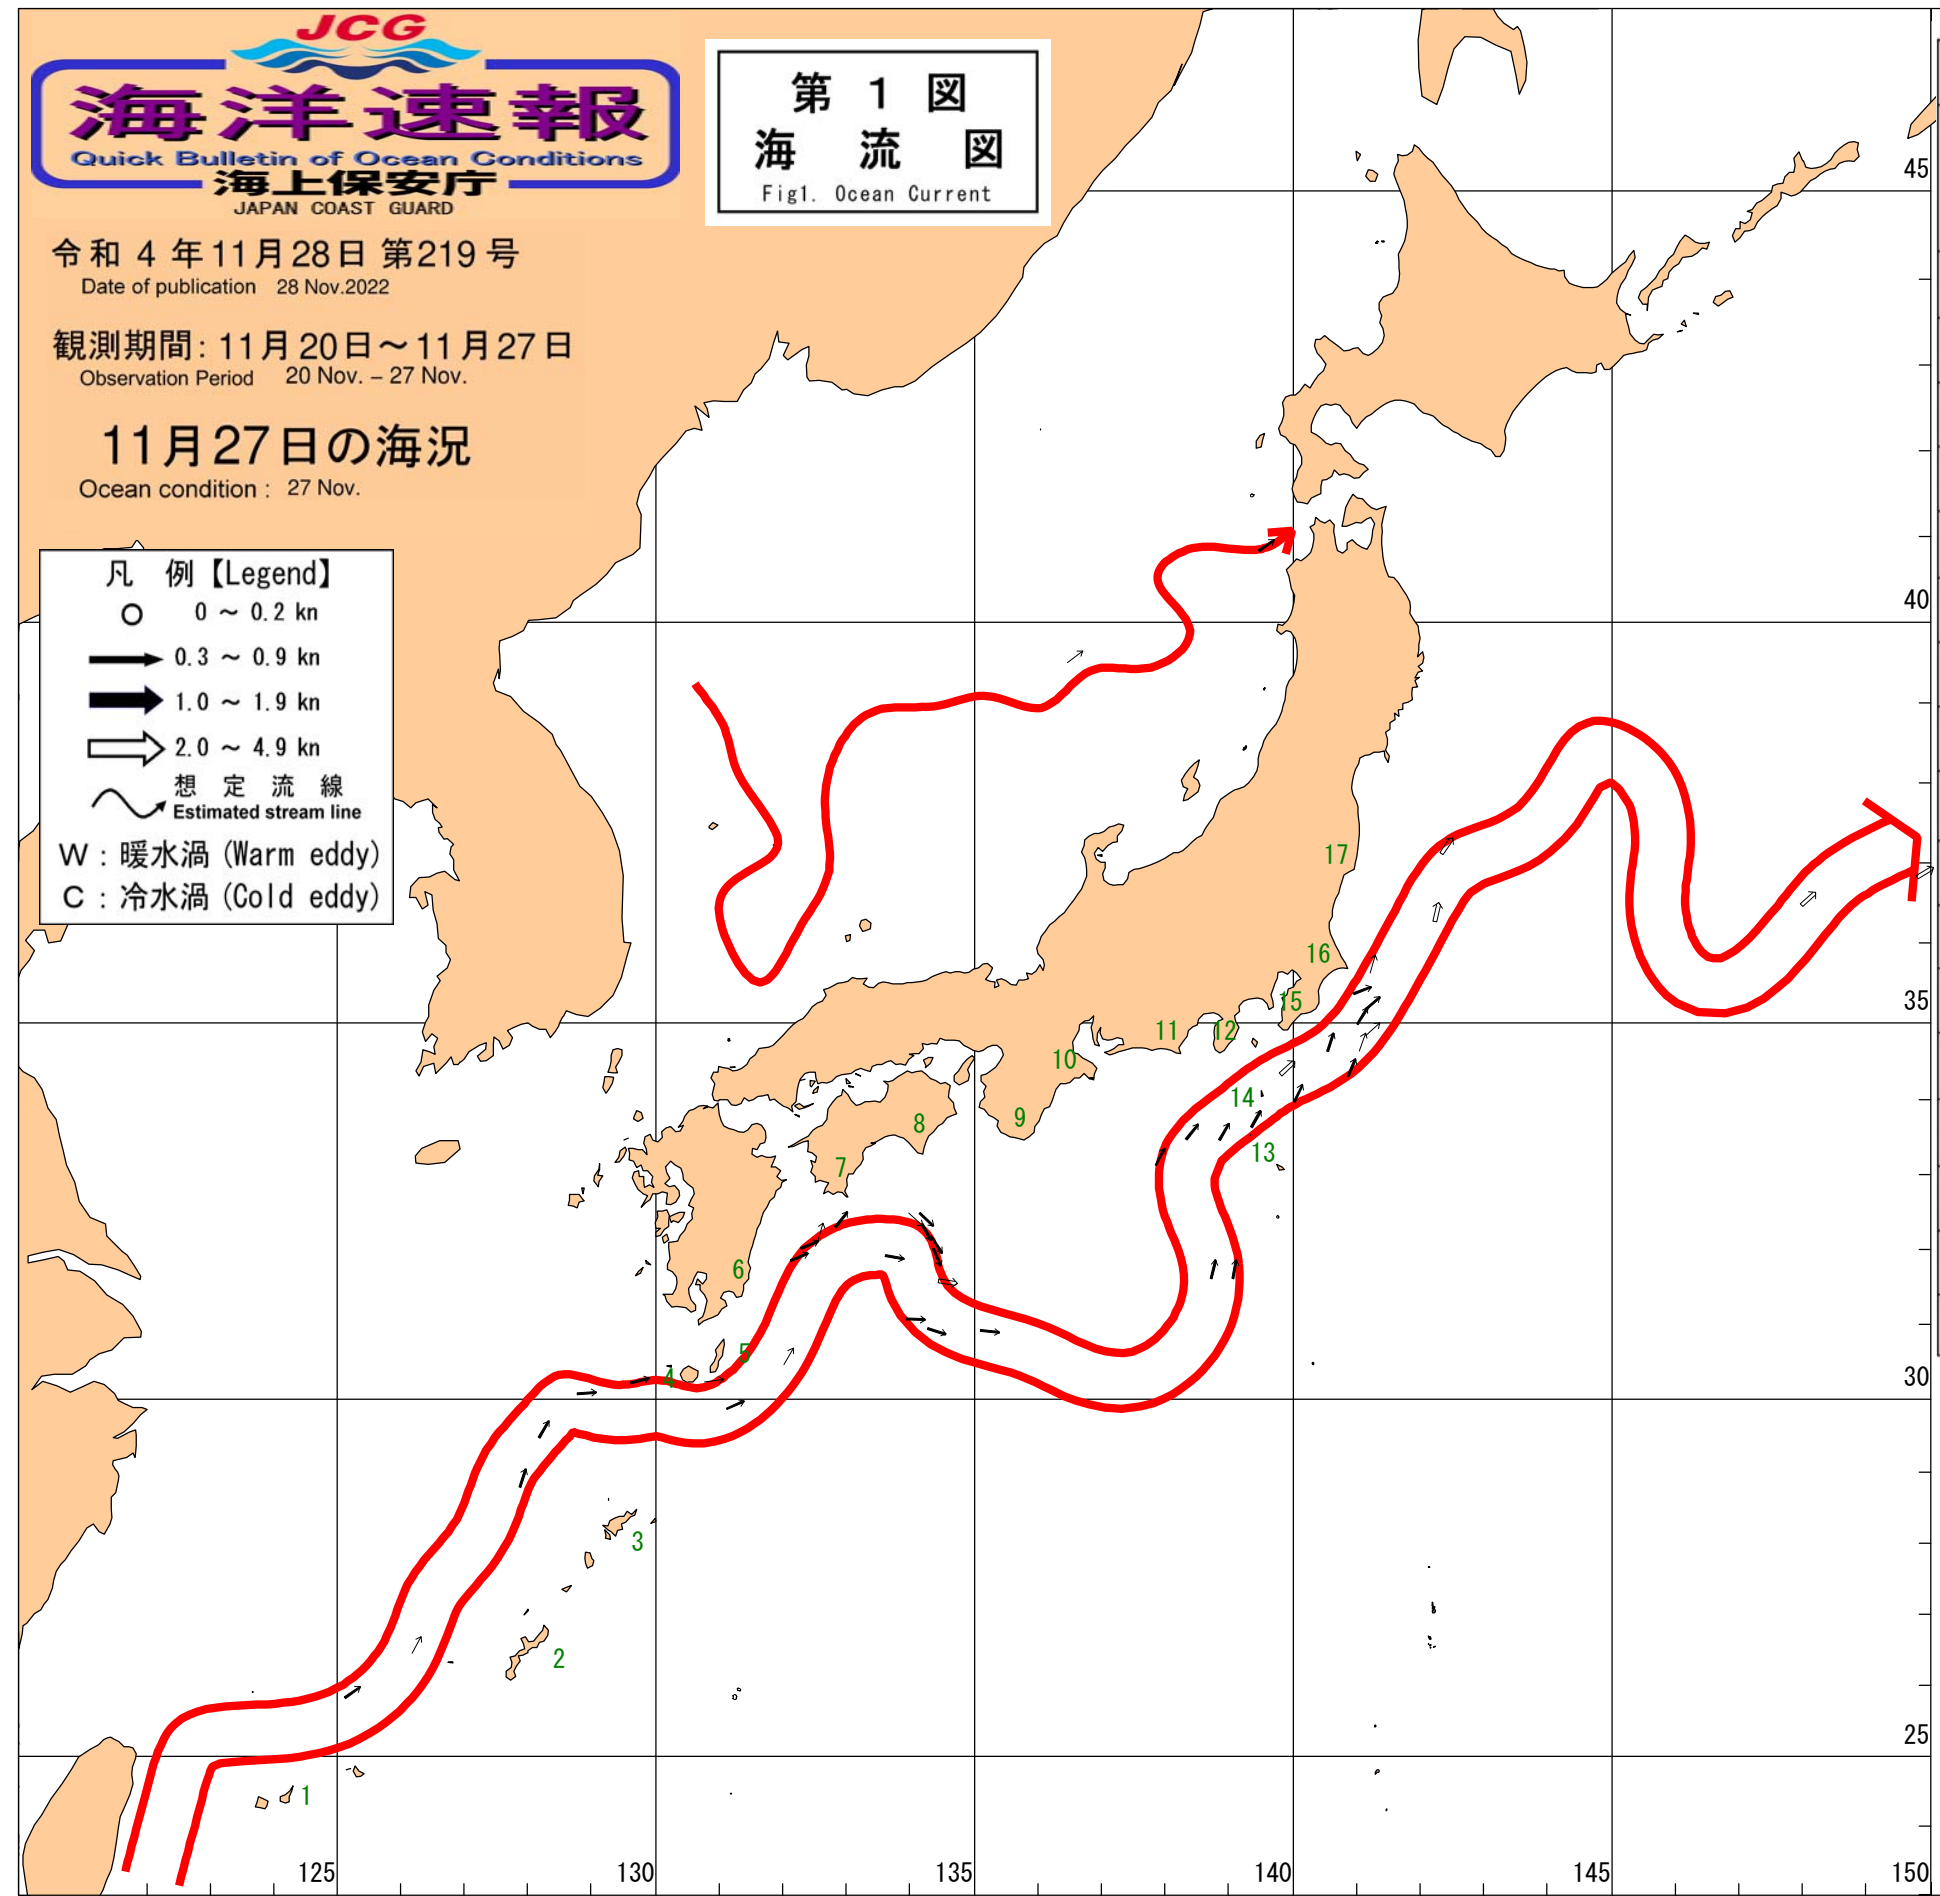 JCG
海洋速報
Quick Bulletin of Ocean Conditions
海上保安庁
JAPAN COAST GUARD
第 1 図
海 流 図
Fig1. Ocean Current
令和 4 年11月28日 第219号
Date of publication 28 Nov.2022
観測期間: 11月20日～11月27日
Observation Period 20 Nov. – 27 Nov.
11月27日の海況
Ocean condition : 27 Nov.
凡 例【Legend】
0 ～ 0.2 kn
0.3 ～ 0.9 kn
1.0 ～ 1.9 kn
2.0 ～ 4.9 kn
想 定 流 線
Estimated stream line
W : 暖水渦 (Warm eddy)
C : 冷水渦 (Cold eddy)
45
40
35
30
25
17
16
15
11
12
10
14
9
8
13
7
6
5
4
3
2
1
125
130
135
140
145
150